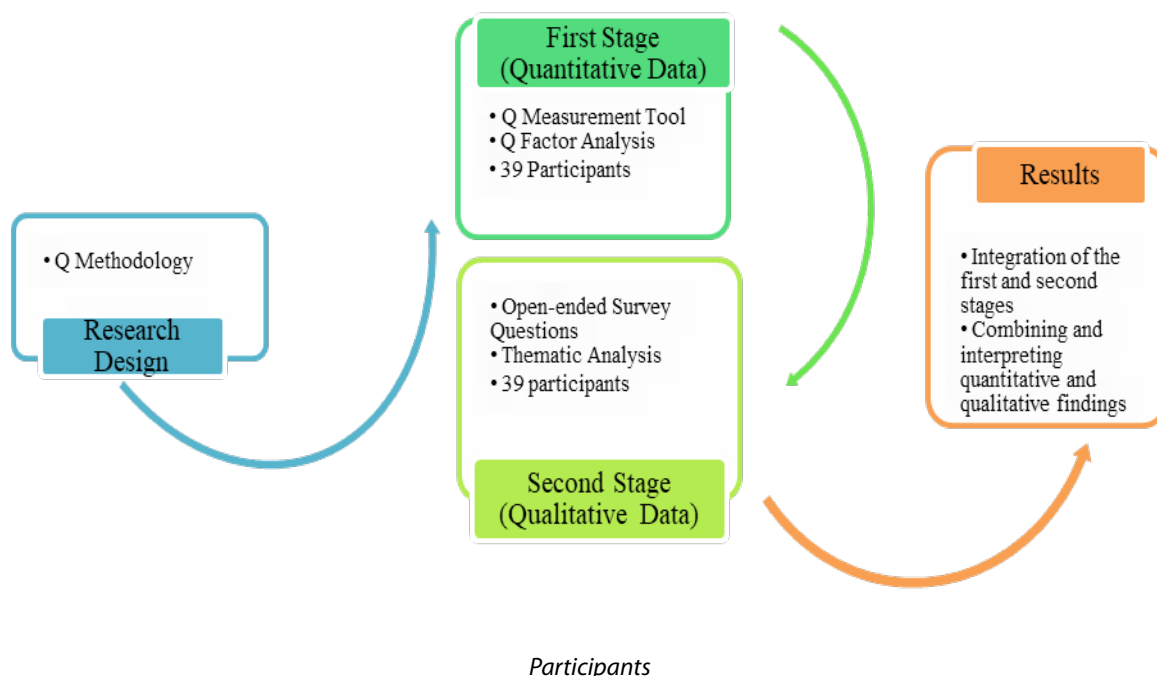 • Q Methodology
Research
Design
First Stage
(Quantitative Data)
• Q Measurement Tool
• Q Factor Analysis
• 39 Participants
• Open-ended Survey
Questions
• Thematic Analysis
• 39 participants
Second Stage
(Qualitative Data)
Results
• Integration of the
first and second
stages
• Combining and
interpreting
quantitative and
qualitative findings
Participants